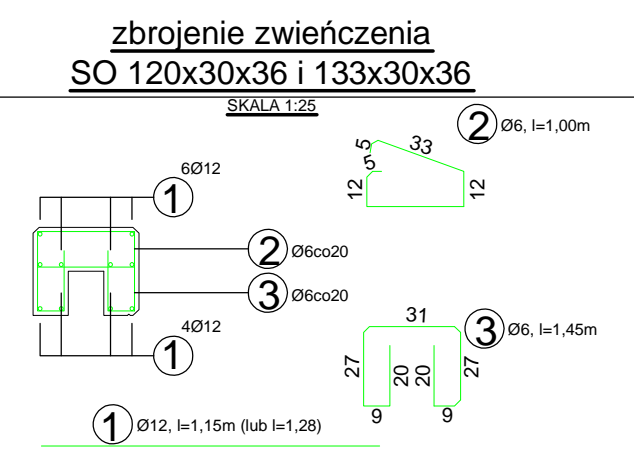 zbrojenie zwieńczenia
SO 120x30x36 i 133x30x36
SKALA 1:25
2 Ø6, l=1,00m
5
33
5
12
12
6Ø12
1
2 Ø6co20
3 Ø6co20
4Ø12
1
31
3 Ø6, l=1,45m
27
20
20
27
9
9
1 Ø12, l=1,15m (lub l=1,28)